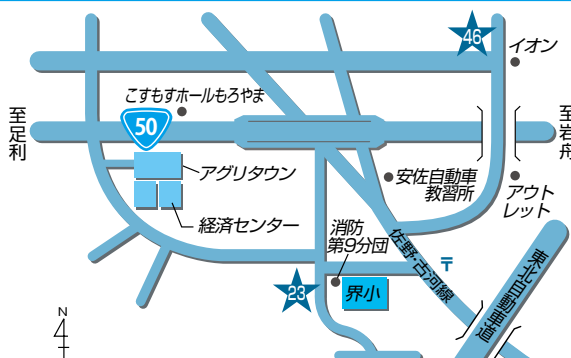 46
イオン
こすもすホールもろやま
至足利
50
至岩舟
アグリタウン
安佐自動車
教習所
アウト
レット
経済センター
消防
第9分団
佐野・古河線
〒
東北自動車道
23
界小
N